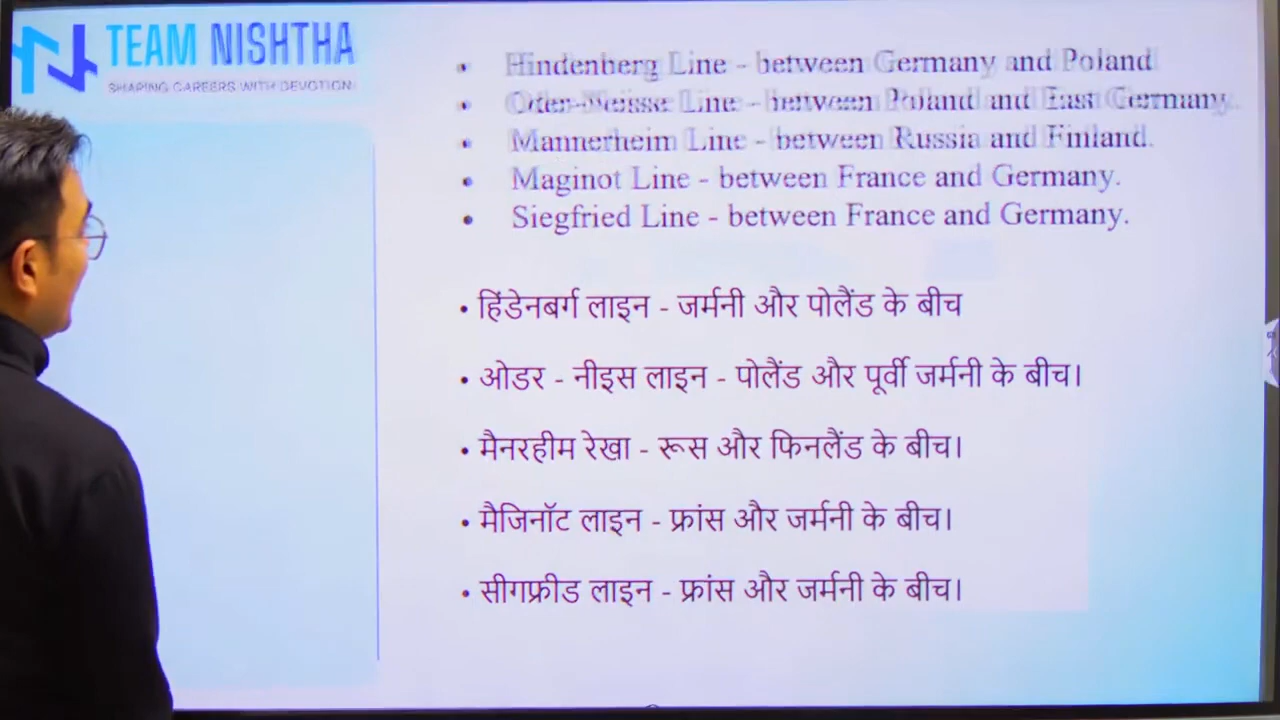 TEAM NISHTHA
SHAPING CAREERS WITH DEVOTION
• Hindenberg Line - between Germany and Poland
• Oder-Neisse Line - between Poland and East Germany.
• Mannerheim Line - between Russia and Finland.
• Maginot Line - between France and Germany.
• Siegfried Line - between France and Germany.
• हिंडेनबर्ग लाइन - जर्मनी और पोलैंड के बीच
• ओडर - नीइस लाइन - पोलैंड और पूर्वी जर्मनी के बीच।
• मैनरहीम रेखा - रूस और फिनलैंड के बीच।
• मैजिनॉट लाइन - फ्रांस और जर्मनी के बीच।
• सीगफ्रीड लाइन - फ्रांस और जर्मनी के बीच।